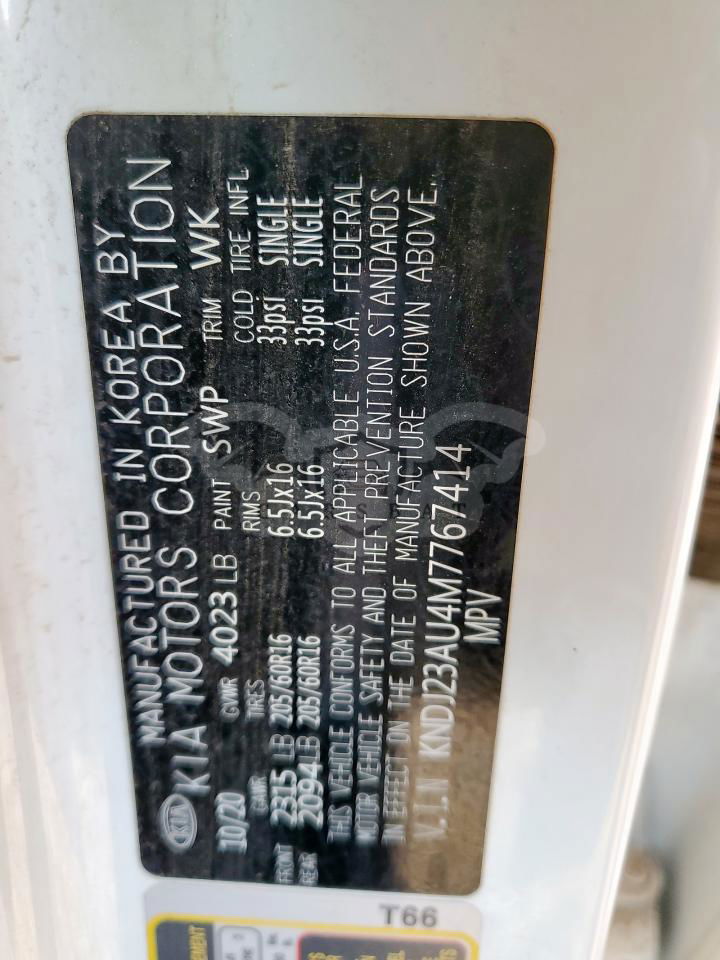 MANUFACTURED IN KOREA BY
KIA KIA MOTORS CORPORATION
10/20 GVWR 4023 LB PAINT SWP TRIM WK
GAWR TIRES RIMS COLD TIRE INFL
FRONT 2315 LB 205/60R16 6.5Jx16 33psi SINGLE
REAR 2094 LB 205/60R16 6.5Jx16 33psi SINGLE
THIS VEHICLE CONFORMS TO ALL APPLICABLE U.S.A. FEDERAL
MOTOR VEHICLE SAFETY AND THEFT PREVENTION STANDARDS
IN EFFECT ON THE DATE OF MANUFACTURE SHOWN ABOVE.
V.I.N KNDJ23AU4M7767414
MPV
T66